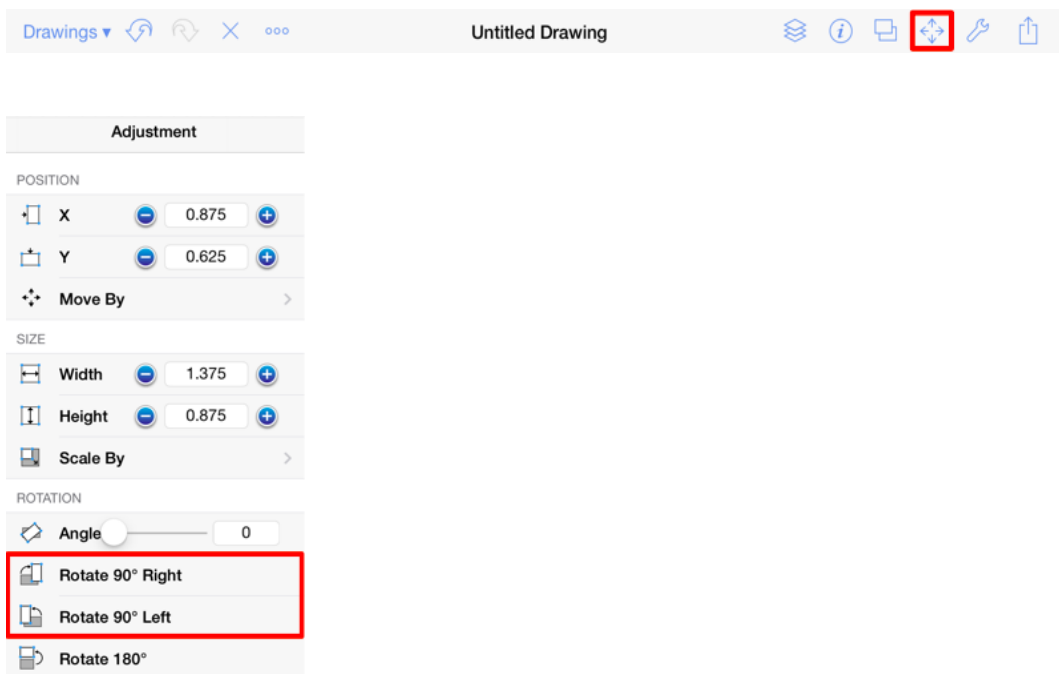 Drawings ▾ Untitled Drawing
Adjustment
POSITION
X 0.875
Y 0.625
Move By
SIZE
Width 1.375
Height 0.875
Scale By
ROTATION
Angle 0
Rotate 90° Right
Rotate 90° Left
Rotate 180°